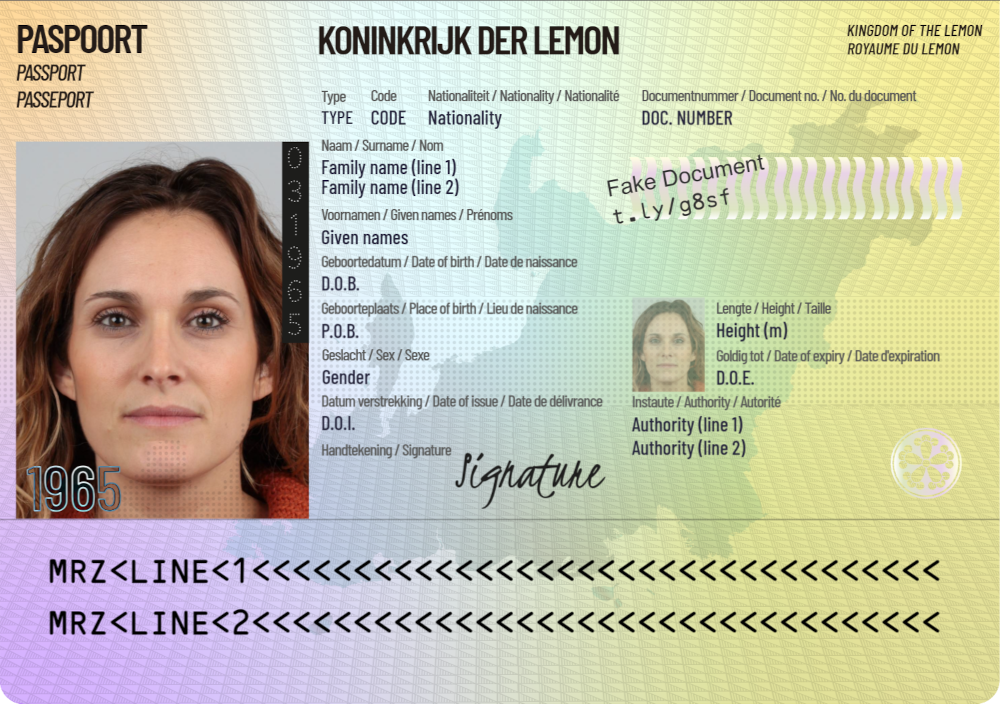 PASPOORT
PASSPORT
PASSEPORT
KONINKRIJK DER LEMON
KINGDOM OF THE LEMON
ROYAUME DU LEMON
Type Code Nationaliteit / Nationality / Nationalité Documentnummer / Document no. / No. du document
TYPE CODE Nationality DOC. NUMBER
Naam / Surname / Nom
Family name (line 1)
Family name (line 2)
Fake Document
t.ly/g8sf
Voornamen / Given names / Prénoms
Given names
Geboortedatum / Date of birth / Date de naissance
D.O.B.
Geboorteplaats / Place of birth / Lieu de naissance
P.O.B.
Geslacht / Sex / Sexe
Gender
Datum verstrekking / Date of issue / Date de délivrance
D.O.I.
Handtekening / Signature
Signature
Lengte / Height / Taille
Height (m)
Goldig tot / Date of expiry / Date d'expiration
D.O.E.
Instaute / Authority / Autorité
Authority (line 1)
Authority (line 2)
031965
1965
MRZ<LINE<1<<<<<<<<<<<<<<<<<<<<<<<<<<<<<<<<<<
MRZ<LINE<2<<<<<<<<<<<<<<<<<<<<<<<<<<<<<<<<<<